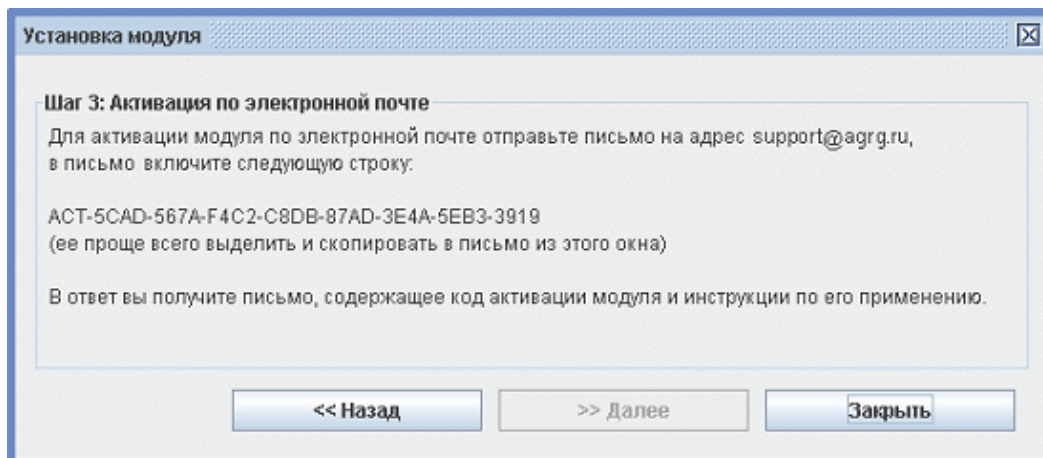 Установка модуля
Шаг 3: Активация по электронной почте
Для активации модуля по электронной почте отправьте письмо на адрес support@agrg.ru,
в письмо включите следующую строку:
ACT-5CAD-567A-F4C2-C8DB-87AD-3E4A-5EB3-3919
(ее проще всего выделить и скопировать в письмо из этого окна)
В ответ вы получите письмо, содержащее код активации модуля и инструкции по его применению.
<< Назад
>> Далее
Закрыть